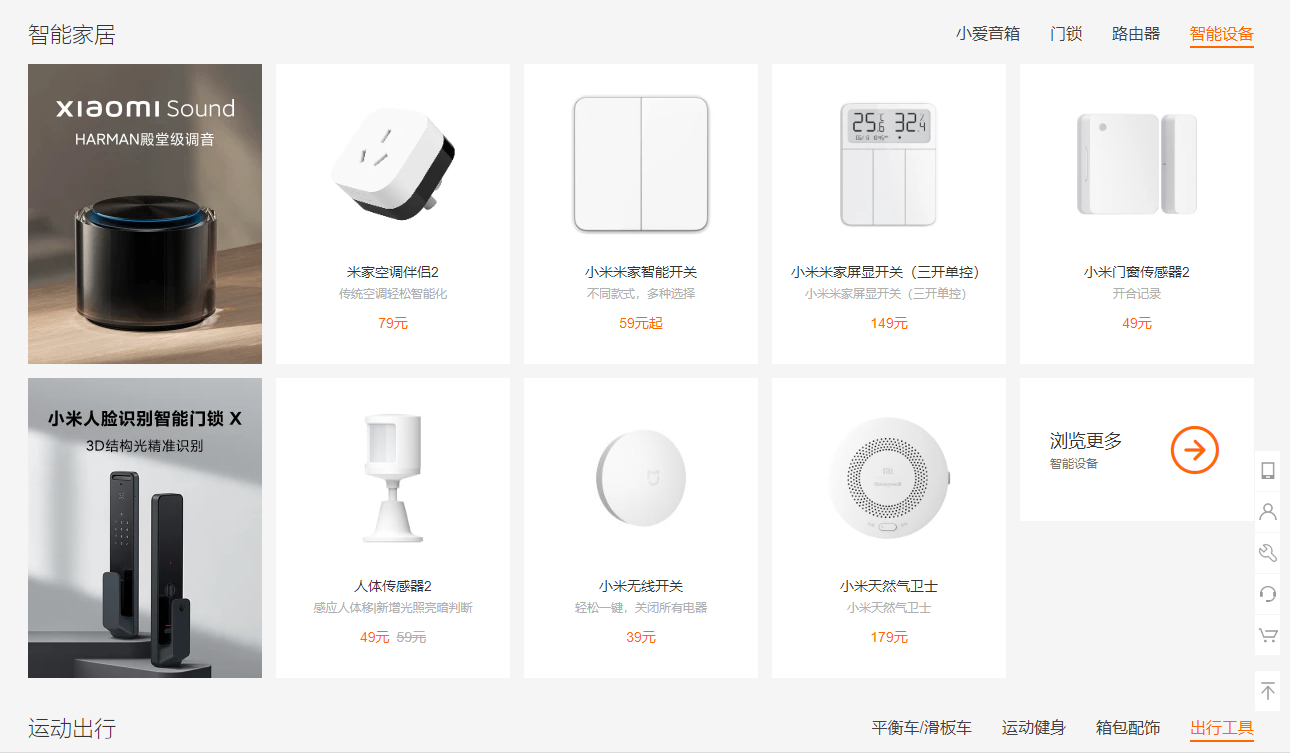 智能家居
小爱音箱 门锁 路由器 智能设备
xiaomi Sound
HARMAN殿堂级调音
米家空调伴侣2
传统空调轻松智能化
79元
小米米家智能开关
不同款式，多种选择
59元起
25.6 32.4
小米米家屏显开关（三开单控）
小米米家屏显开关（三开单控）
149元
小米门窗传感器2
开合记录
49元
小米人脸识别智能门锁 X
3D结构光精准识别
人体传感器2
感应人体移|新增光照亮暗判断
49元 59元
小米无线开关
轻松一键，关闭所有电器
39元
Honeywell
小米天然气卫士
小米天然气卫士
179元
浏览更多
智能设备
运动出行
平衡车/滑板车 运动健身 箱包配饰 出行工具